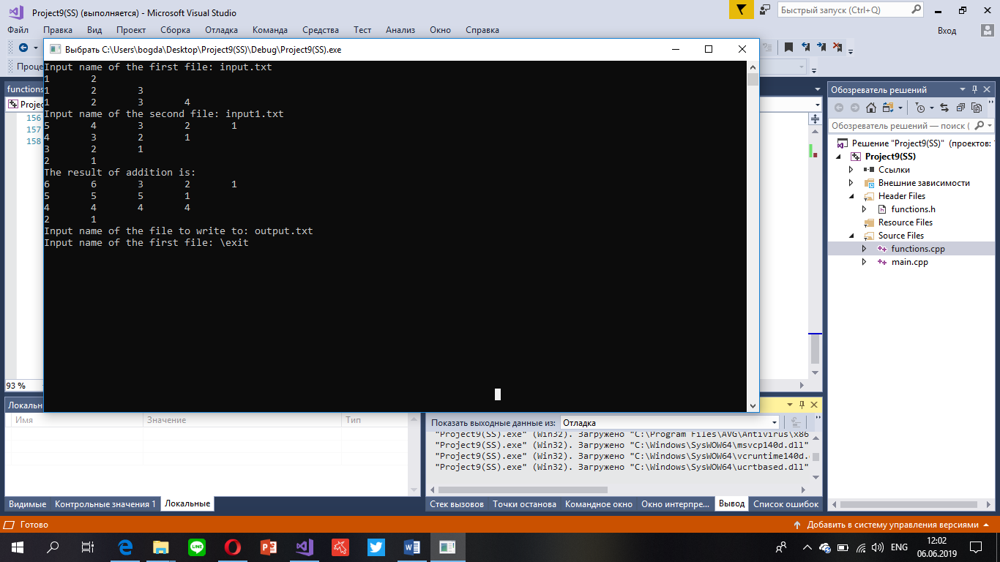 Project9(SS) (выполняется) - Microsoft Visual Studio
Быстрый запуск (Ctrl+Q)
Файл Правка Вид Проект Сборка Отладка Команда Средства Тест Анализ Окно Справка
Вход
Выбрать C:\Users\bogda\Desktop\Project9(SS)\Debug\Project9(SS).exe
Проце
functions
Projec
156
157
158
Input name of the first file: input.txt
1 2
1 2 3
1 2 3 4
Input name of the second file: input1.txt
5 4 3 2 1
4 3 2 1
3 2 1
2 1
The result of addition is:
6 6 3 2 1
5 5 5 1
4 4 4 4
2 1
Input name of the file to write to: output.txt
Input name of the first file: \exit
93 %
Обозреватель решений
Обозреватель решений — поиск (
Решение "Project9(SS)" (проектов:
Project9(SS)
Ссылки
Внешние зависимости
Header Files
functions.h
Resource Files
Source Files
functions.cpp
main.cpp
Локальн
Имя Значение Тип
Видимые Контрольные значения 1 Локальные
Показать выходные данные из: Отладка
"Project9(SS).exe" (Win32). Загружено "C:\Program Files\AVG\Antivirus\x86
"Project9(SS).exe" (Win32). Загружено "C:\Windows\SysWOW64\msvcp140d.dll"
"Project9(SS).exe" (Win32). Загружено "C:\Windows\SysWOW64\vcruntime140d.
"Project9(SS).exe" (Win32). Загружено "C:\Windows\SysWOW64\ucrtbased.dll"
Стек вызовов Точки останова Командное окно Окно интерпре... Вывод Список ошибок
Готово
Добавить в систему управления версиями
LINE
ENG
12:02
06.06.2019